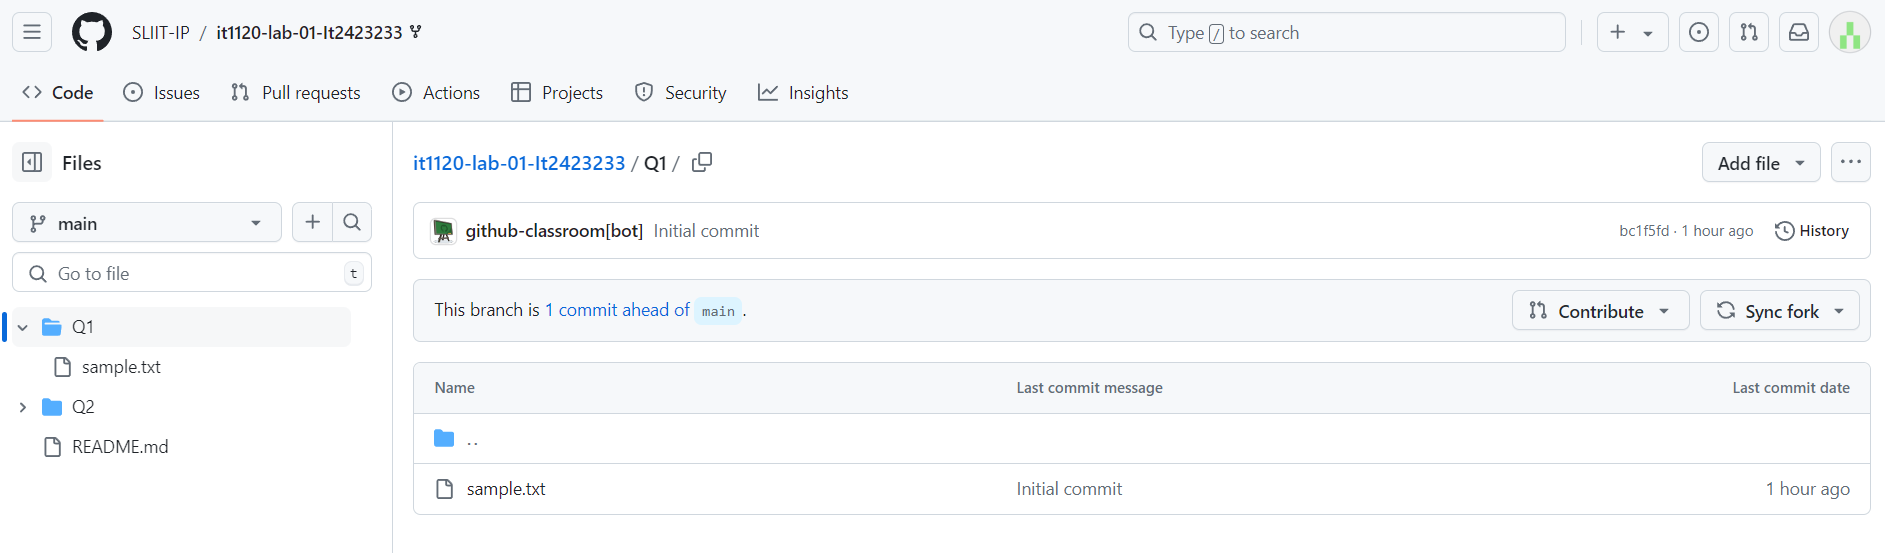 SLIIT-IP / it1120-lab-01-It2423233
Type / to search
Code Issues Pull requests Actions Projects Security Insights
Files
main
Go to file t
Q1
sample.txt
Q2
README.md
it1120-lab-01-It2423233 / Q1 /
Add file
github-classroom[bot] Initial commit
bc1f5fd · 1 hour ago History
This branch is 1 commit ahead of main .
Contribute Sync fork
Name Last commit message Last commit date
..
sample.txt Initial commit 1 hour ago